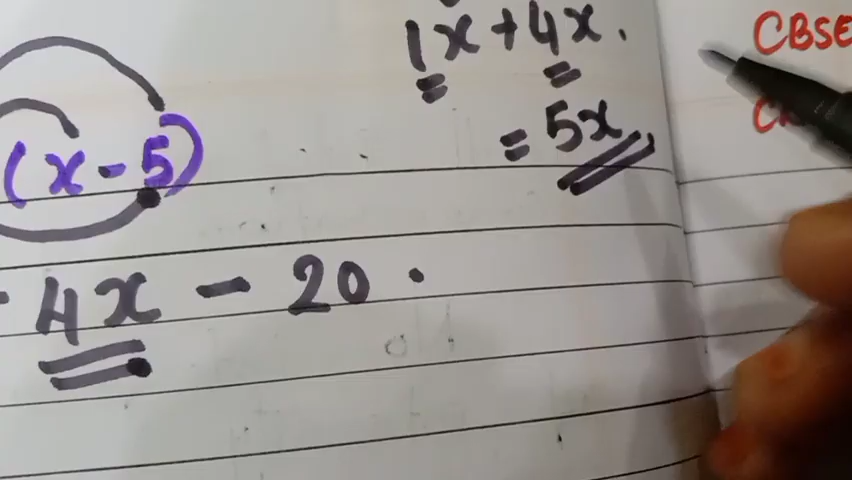 1x+4x.
CBSE
= 5x
(x-5)
4x - 20.